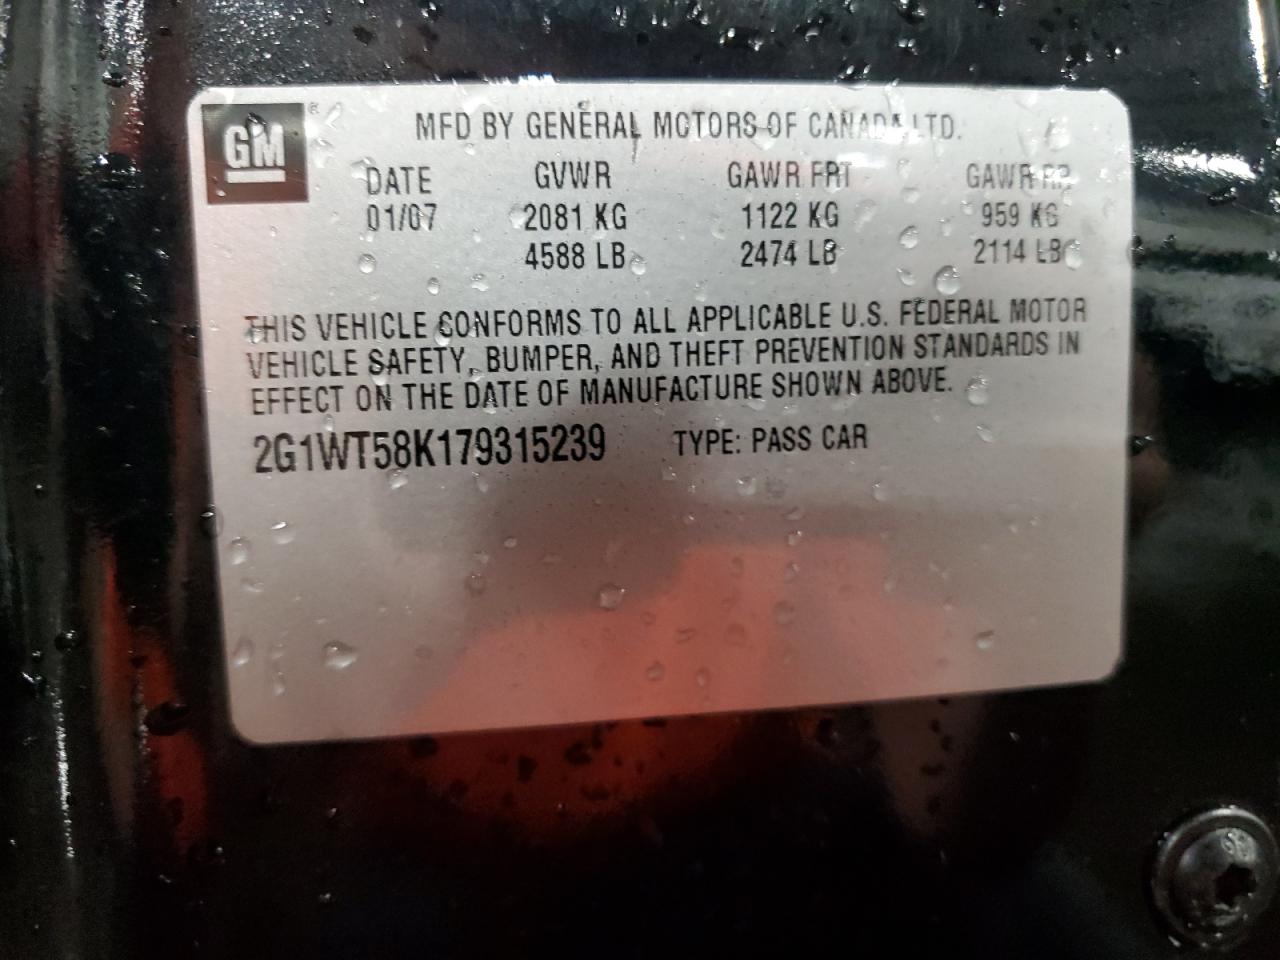 GM ®
MFD BY GENERAL MOTORS OF CANADA LTD.
DATE GVWR GAWR FRT GAWR RR
01/07 2081 KG 1122 KG 959 KG
4588 LB 2474 LB 2114 LB
THIS VEHICLE CONFORMS TO ALL APPLICABLE U.S. FEDERAL MOTOR
VEHICLE SAFETY, BUMPER, AND THEFT PREVENTION STANDARDS IN
EFFECT ON THE DATE OF MANUFACTURE SHOWN ABOVE.
2G1WT58K179315239 TYPE: PASS CAR